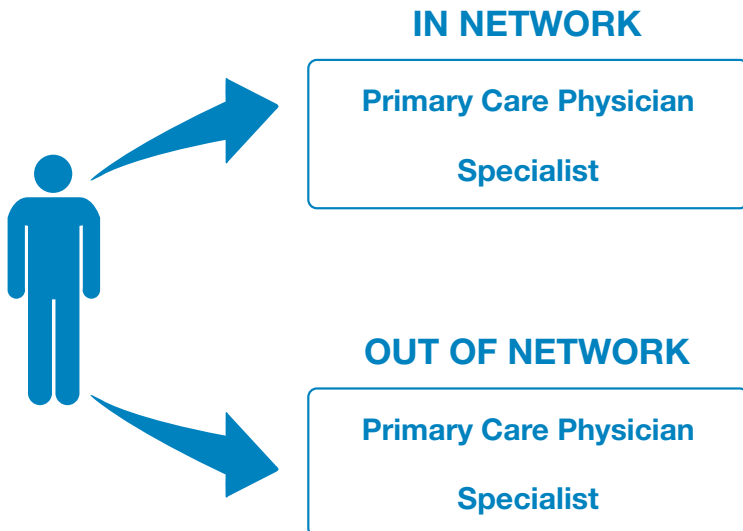 IN NETWORK
Primary Care Physician
Specialist
OUT OF NETWORK
Primary Care Physician
Specialist